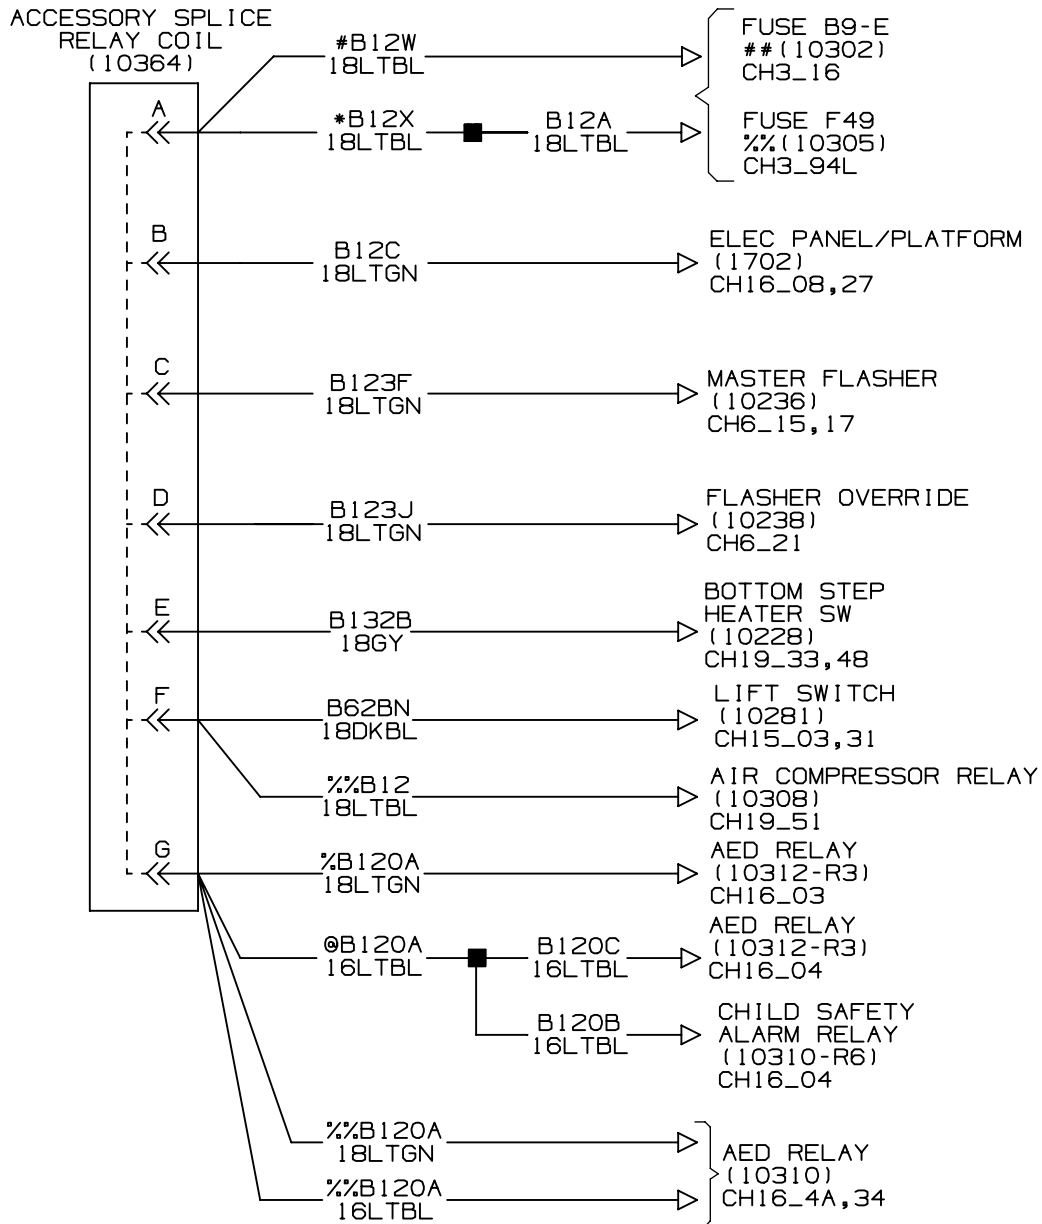 ACCESSORY SPLICE
RELAY COIL
(10364)
A
#B12W
18LTBL
FUSE B9-E
##(10302)
CH3_16
*B12X
18LTBL
B12A
18LTBL
FUSE F49
%%(10305)
CH3_94L
B
B12C
18LTGN
ELEC PANEL/PLATFORM
(1702)
CH16_08,27
C
B123F
18LTGN
MASTER FLASHER
(10236)
CH6_15,17
D
B123J
18LTGN
FLASHER OVERRIDE
(10238)
CH6_21
E
B132B
18GY
BOTTOM STEP
HEATER SW
(10228)
CH19_33,48
F
B62BN
18DKBL
LIFT SWITCH
(10281)
CH15_03,31
%%B12
18LTBL
AIR COMPRESSOR RELAY
(10308)
CH19_51
G
%B120A
18LTGN
AED RELAY
(10312-R3)
CH16_03
@B120A
16LTBL
B120C
16LTBL
AED RELAY
(10312-R3)
CH16_04
B120B
16LTBL
CHILD SAFETY
ALARM RELAY
(10310-R6)
CH16_04
%%B120A
18LTGN
%%B120A
16LTBL
AED RELAY
(10310)
CH16_4A,34